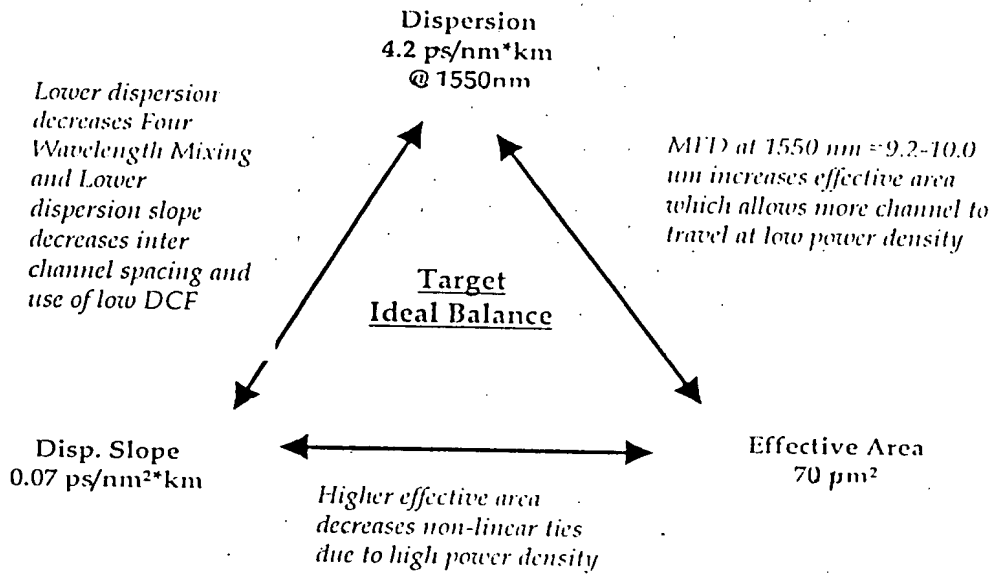 Dispersion
4.2 ps/nm*km
@ 1550nm
Lower dispersion
decreases Four
Wavelength Mixing
and Lower
dispersion slope
decreases inter
channel spacing and
use of low DCF
MFD at 1550 nm =9.2-10.0
um increases effective area
which allows more channel to
travel at low power density
Target
Ideal Balance
Disp. Slope
0.07 ps/nm²*km
Effective Area
70 µm²
Higher effective area
decreases non-linear ties
due to high power density